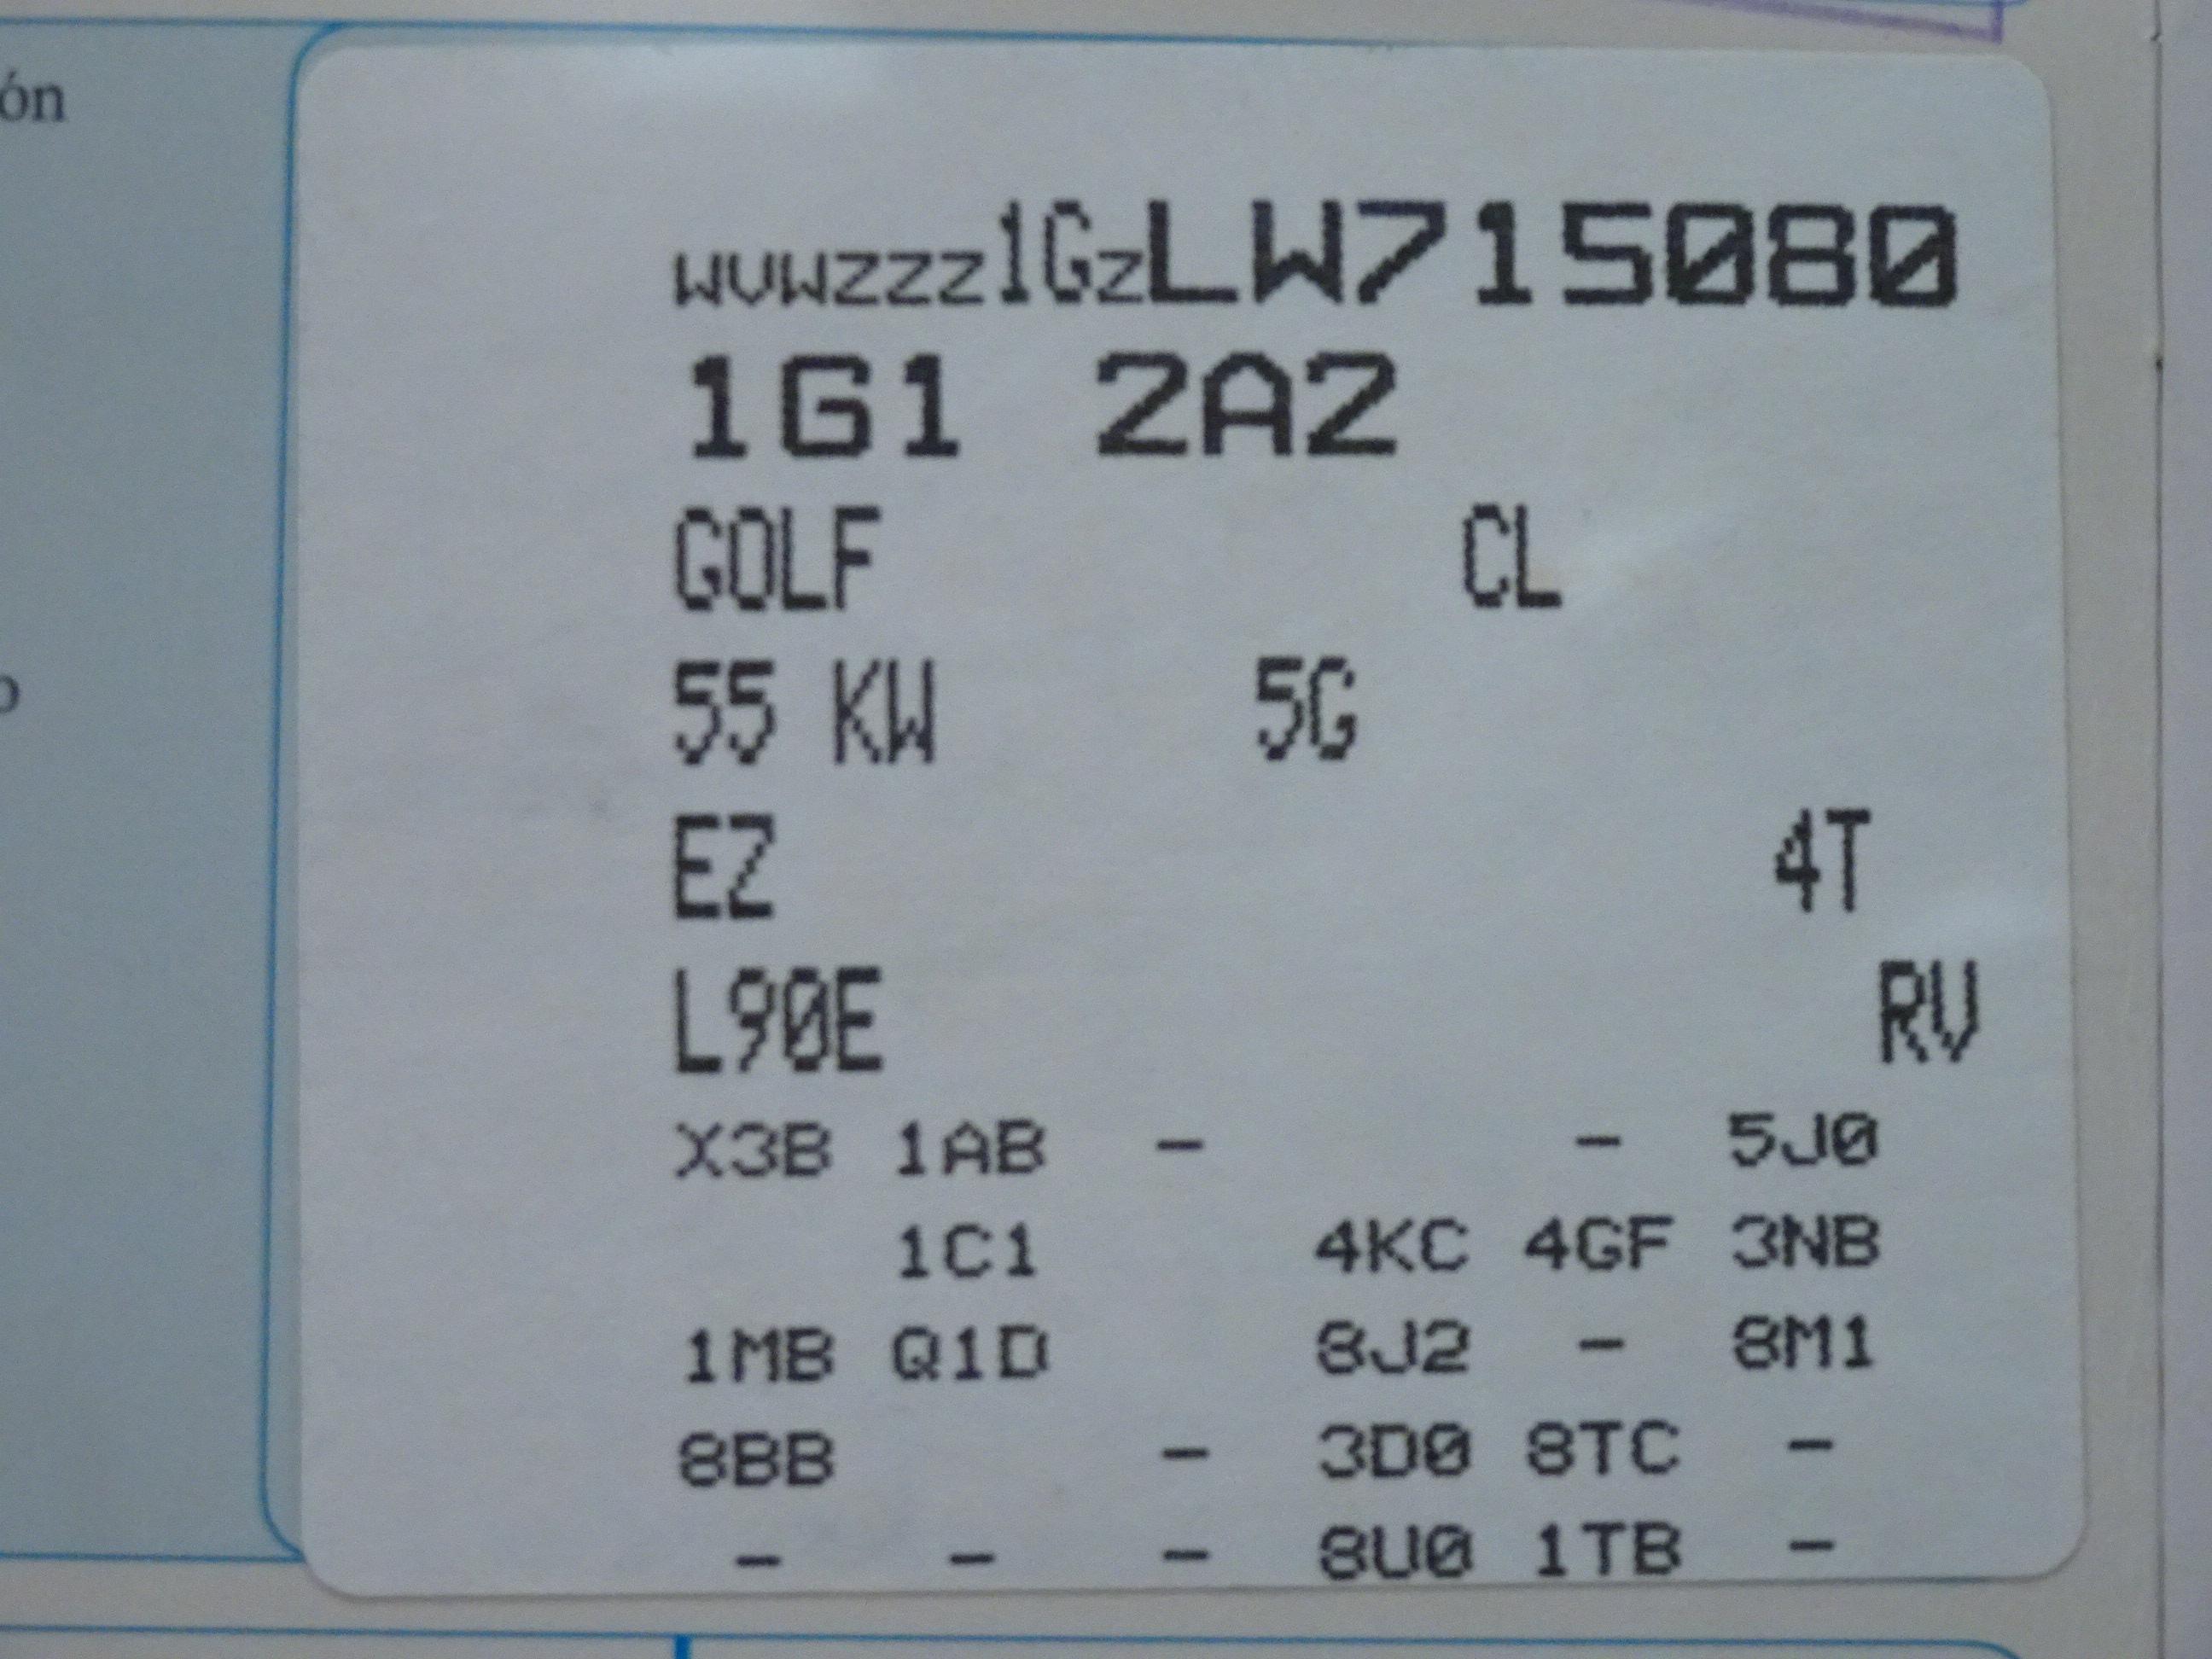 ón
WVWZZZ1GZLW715080
1G1 2A2
GOLF CL
55 KW 5G
o
EZ 4T
L90E RV
X3B 1AB - - 5J0
1C1 4KC 4GF 3NB
1MB Q1D 8J2 - 8M1
8BB - 3D0 8TC -
- - - 8U0 1TB -